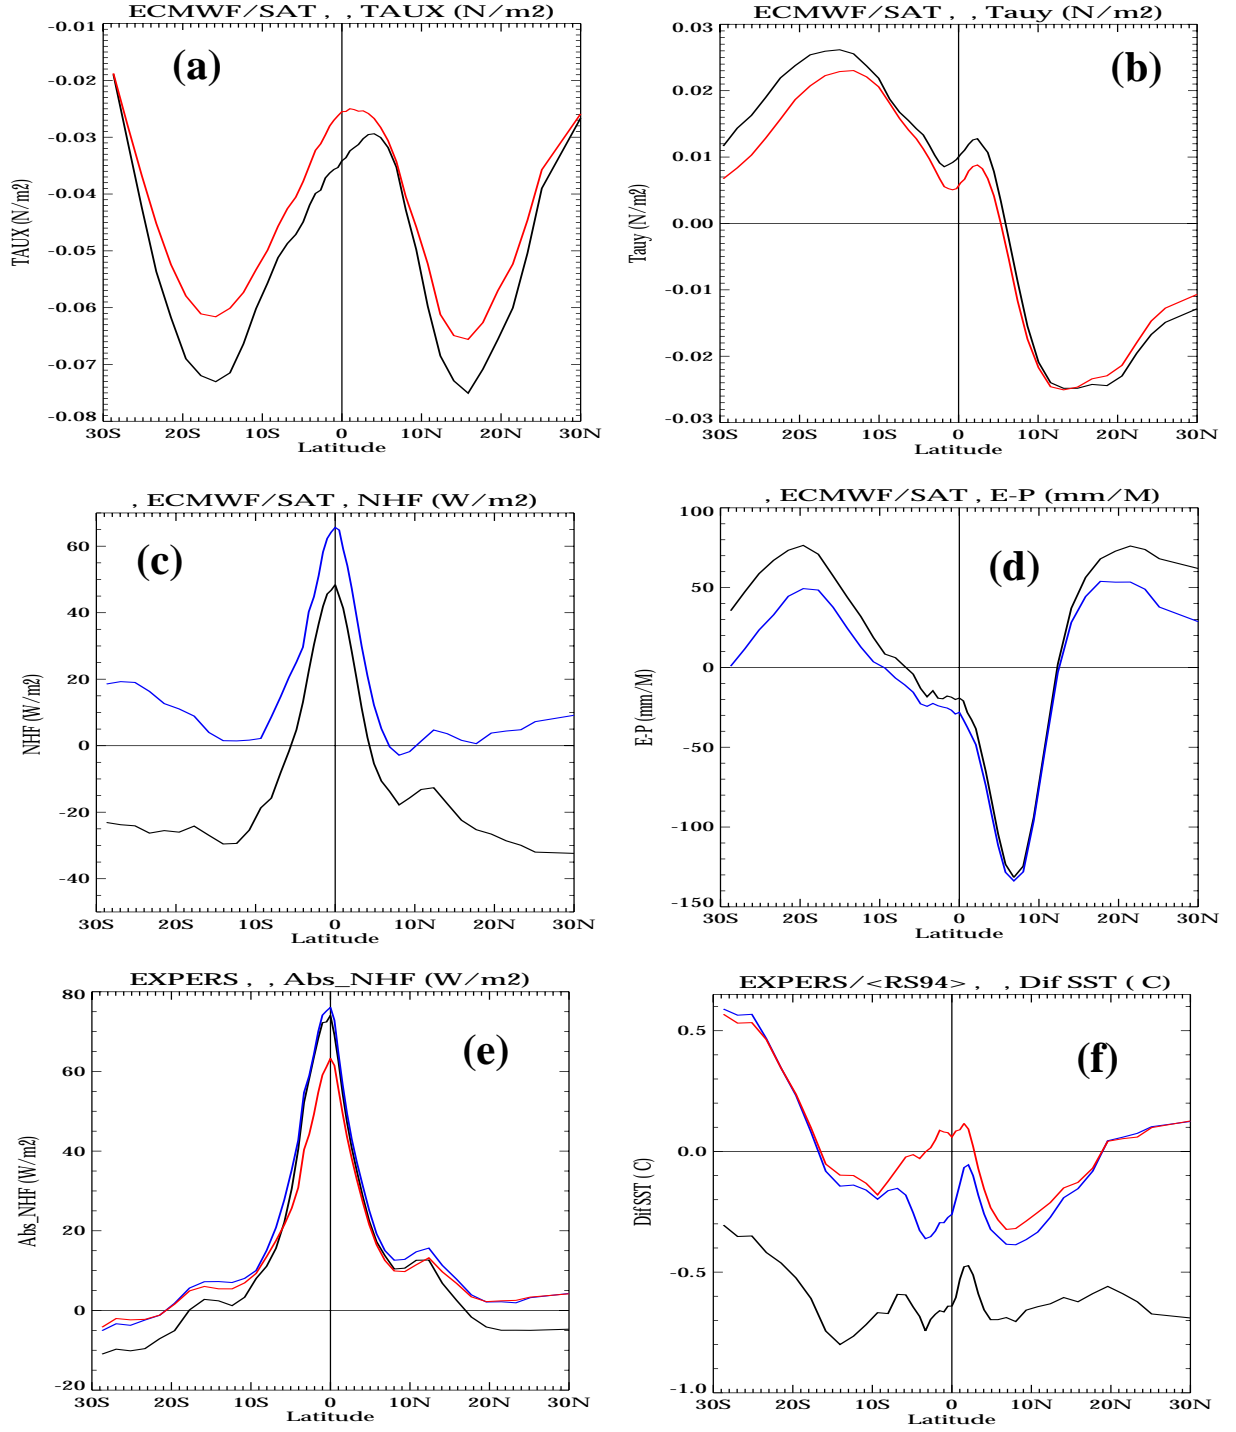 ECMWF/SAT , , TAUX (N/m2)
(a)
TAUX (N/m2)
-0.01
-0.02
-0.03
-0.04
-0.05
-0.06
-0.07
-0.08
30S 20S 10S 0 10N 20N 30N
Latitude
ECMWF/SAT , , Tauy (N/m2)
(b)
Tauy (N/m2)
0.03
0.02
0.01
0.00
-0.01
-0.02
-0.03
30S 20S 10S 0 10N 20N 30N
Latitude
, ECMWF/SAT , NHF (W/m2)
(c)
NHF (W/m2)
60
40
20
0
-20
-40
30S 20S 10S 0 10N 20N 30N
Latitude
, ECMWF/SAT , E-P (mm/M)
(d)
E-P (mm/M)
100
50
0
-50
-100
-150
30S 20S 10S 0 10N 20N 30N
Latitude
EXPERS , , Abs_NHF (W/m2)
(e)
Abs_NHF (W/m2)
80
60
40
20
0
-20
30S 20S 10S 0 10N 20N 30N
Latitude
EXPERS/<RS94> , , Dif SST ( C)
(f)
Dif SST ( C)
0.5
0.0
-0.5
-1.0
30S 20S 10S 0 10N 20N 30N
Latitude